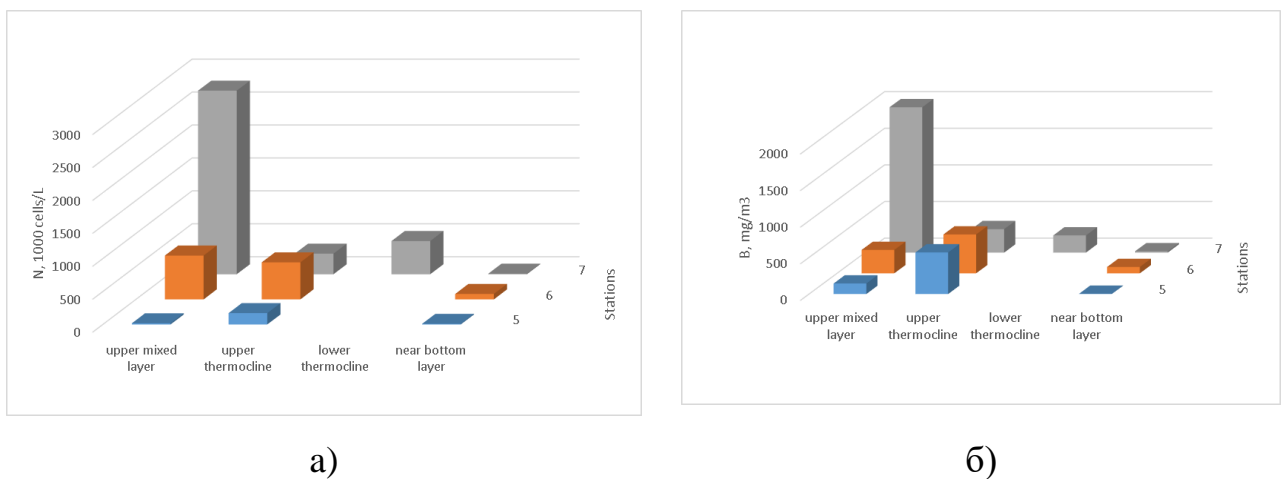 N, 1000 cells/L
3000
2500
2000
1500
1000
500
0
upper mixed
layer
upper
thermocline
lower
thermocline
near bottom
layer
5
6
7
Stations
B, mg/m3
2000
1500
1000
500
0
upper mixed
layer
upper
thermocline
lower
thermocline
near bottom
layer
5
6
7
Stations
а)
б)